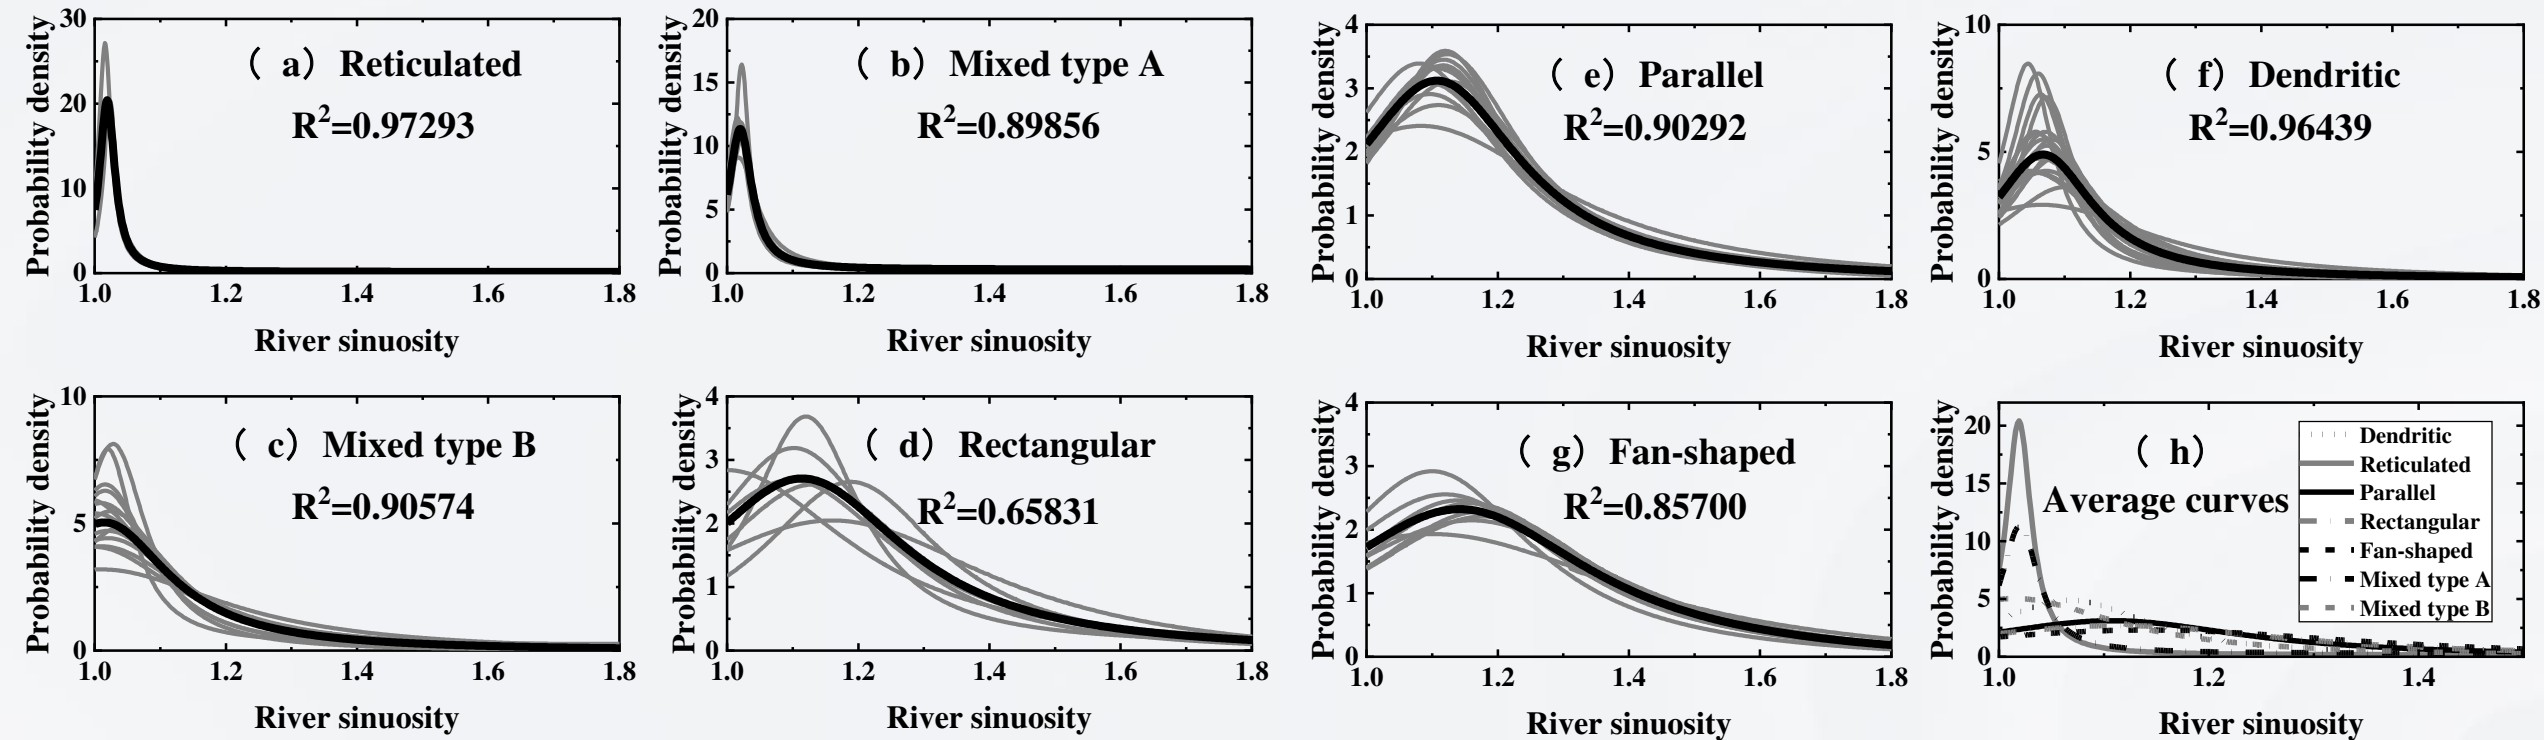 (a) Reticulated
R²=0.97293
Probability density
30
20
10
0
1.0 1.2 1.4 1.6 1.8
River sinuosity
(b) Mixed type A
R²=0.89856
Probability density
20
15
10
5
0
1.0 1.2 1.4 1.6 1.8
River sinuosity
(e) Parallel
R²=0.90292
Probability density
4
3
2
1
0
1.0 1.2 1.4 1.6 1.8
River sinuosity
(f) Dendritic
R²=0.96439
Probability density
10
5
0
1.0 1.2 1.4 1.6 1.8
River sinuosity
(c) Mixed type B
R²=0.90574
Probability density
10
5
0
1.0 1.2 1.4 1.6 1.8
River sinuosity
(d) Rectangular
R²=0.65831
Probability density
4
3
2
1
0
1.0 1.2 1.4 1.6 1.8
River sinuosity
(g) Fan-shaped
R²=0.85700
Probability density
4
3
2
1
0
1.0 1.2 1.4 1.6 1.8
River sinuosity
(h)
Average curves
Dendritic
Reticulated
Parallel
Rectangular
Fan-shaped
Mixed type A
Mixed type B
Probability density
20
15
10
5
0
1.0 1.2 1.4
River sinuosity